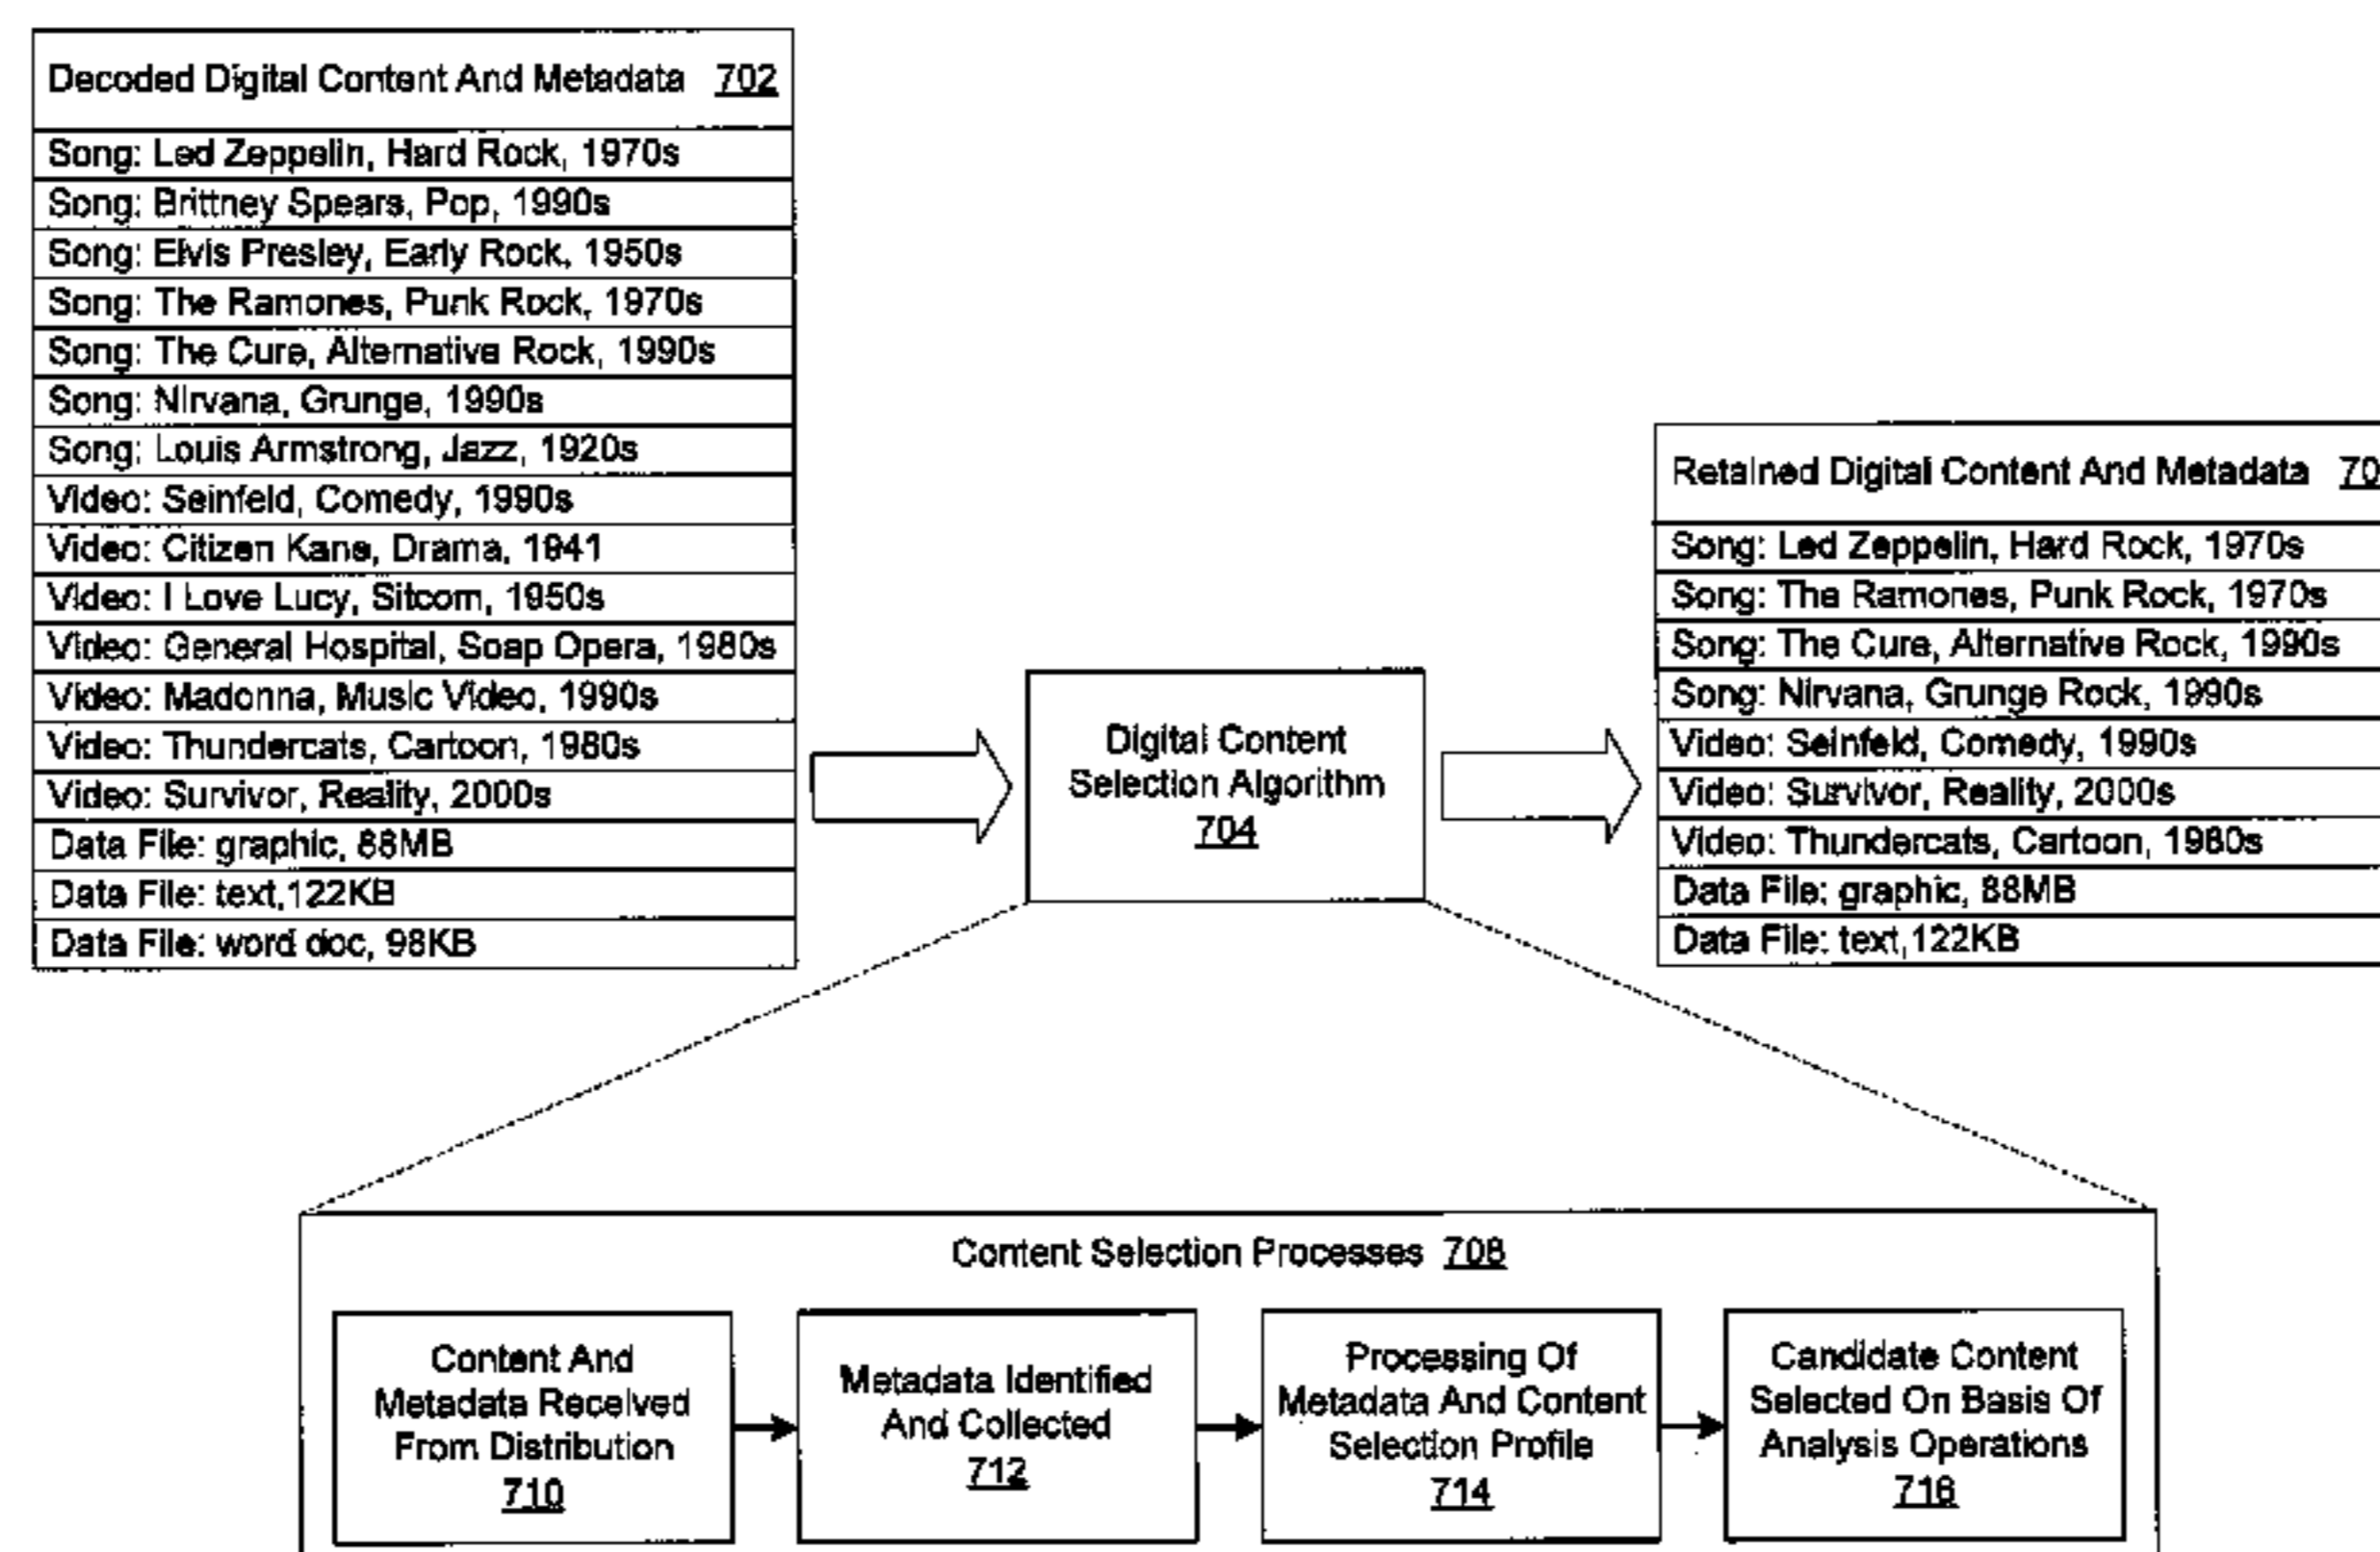 Decoded Digital Content And Metadata 702
Song: Led Zeppelin, Hard Rock, 1970s
Song: Brittney Spears, Pop, 1990s
Song: Elvis Presley, Early Rock, 1950s
Song: The Ramones, Punk Rock, 1970s
Song: The Cure, Alternative Rock, 1990s
Song: Nirvana, Grunge, 1990s
Song: Louis Armstrong, Jazz, 1920s
Video: Seinfeld, Comedy, 1990s
Video: Citizen Kane, Drama, 1941
Video: I Love Lucy, Sitcom, 1950s
Video: General Hospital, Soap Opera, 1980s
Video: Madonna, Music Video, 1990s
Video: Thundercats, Cartoon, 1980s
Video: Survivor, Reality, 2000s
Data File: graphic, 88MB
Data File: text,122KB
Data File: word doc, 98KB
Digital Content
Selection Algorithm
704
Retained Digital Content And Metadata
Song: Led Zeppelin, Hard Rock, 1970s
Song: The Ramones, Punk Rock, 1970s
Song: The Cure, Alternative Rock, 1990s
Song: Nirvana, Grunge Rock, 1990s
Video: Seinfeld, Comedy, 1990s
Video: Survivor, Reality, 2000s
Video: Thundercats, Cartoon, 1980s
Data File: graphic, 88MB
Data File: text,122KB
Content Selection Processes 708
Content And
Metadata Received
From Distribution
710
Metadata Identified
And Collected
712
Processing Of
Metadata And Content
Selection Profile
714
Candidate Content
Selected On Basis Of
Analysis Operations
716